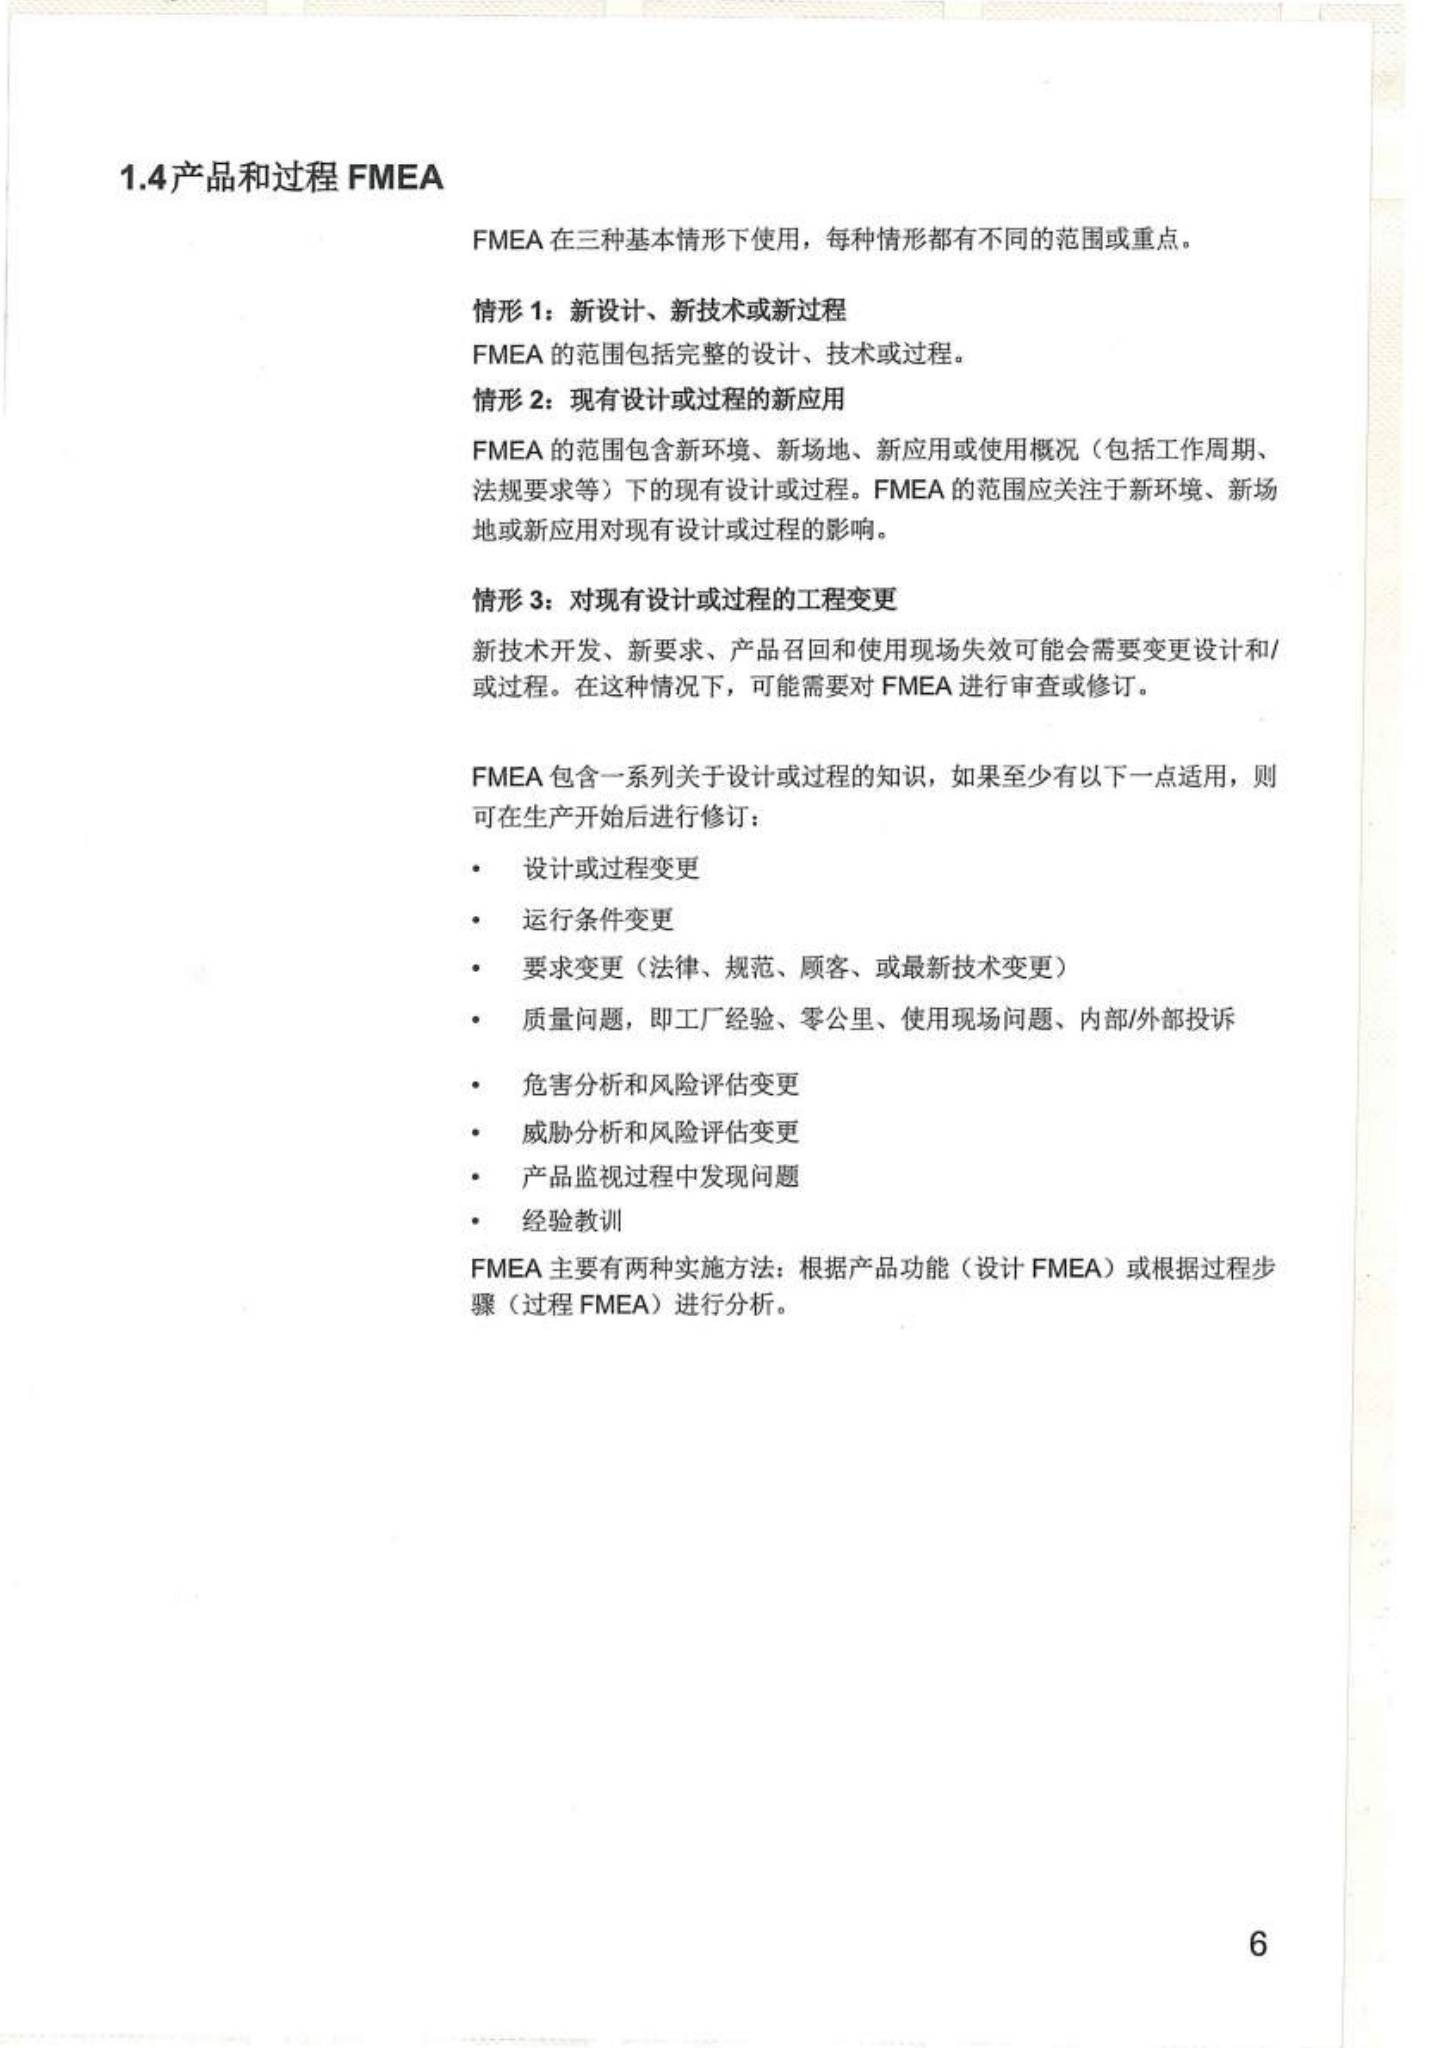 1.4产品和过程 FMEA
FMEA 在三种基本情形下使用，每种情形都有不同的范围或重点。
情形 1：新设计、新技术或新过程
FMEA 的范围包括完整的设计、技术或过程。
情形 2：现有设计或过程的新应用
FMEA 的范围包含新环境、新场地、新应用或使用概况（包括工作周期、
法规要求等）下的现有设计或过程。FMEA 的范围应关注于新环境、新场
地或新应用对现有设计或过程的影响。
情形 3：对现有设计或过程的工程变更
新技术开发、新要求、产品召回和使用现场失效可能会需要变更设计和/
或过程。在这种情况下，可能需要对 FMEA 进行审查或修订。
FMEA 包含一系列关于设计或过程的知识，如果至少有以下一点适用，则
可在生产开始后进行修订：
• 设计或过程变更
• 运行条件变更
• 要求变更（法律、规范、顾客、或最新技术变更）
• 质量问题，即工厂经验、零公里、使用现场问题、内部/外部投诉
• 危害分析和风险评估变更
• 威胁分析和风险评估变更
• 产品监视过程中发现问题
• 经验教训
FMEA 主要有两种实施方法：根据产品功能（设计 FMEA）或根据过程步
骤（过程 FMEA）进行分析。
6